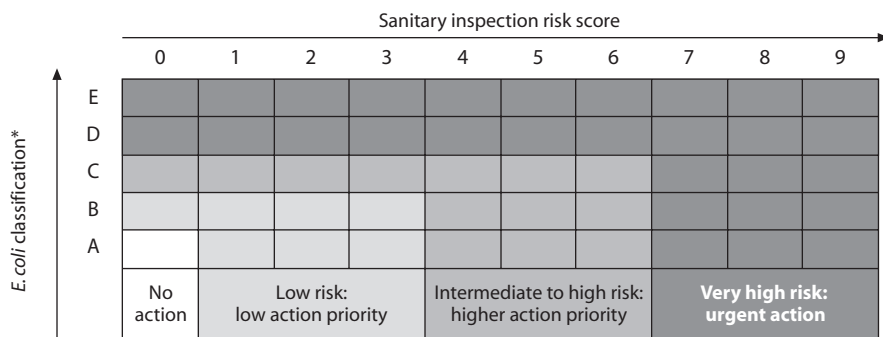 Sanitary inspection risk score
0 1 2 3 4 5 6 7 8 9
E. coli classification*
E
D
C
B
A
No
action
Low risk:
low action priority
Intermediate to high risk:
higher action priority
Very high risk:
urgent action